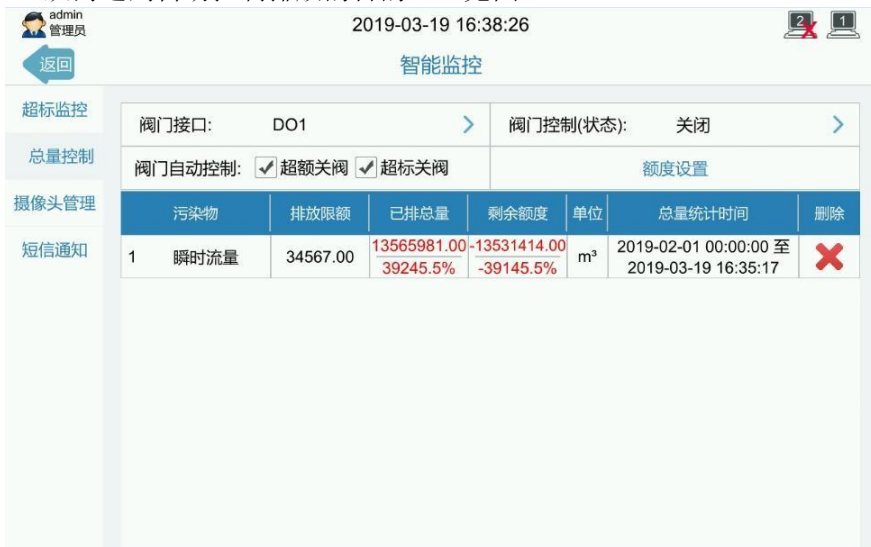 admin
管理员
2019-03-19 16:38:26
2
1
返回
智能监控
超标监控
总量控制
摄像头管理
短信通知
阀门接口: DO1 >
阀门控制(状态): 关闭 >
阀门自动控制: 超额关阀 超标关阀
额度设置
污染物 排放限额 已排总量 剩余额度 单位 总量统计时间 删除
1 瞬时流量 34567.00 13565981.00 -13531414.00 m³ 2019-02-01 00:00:00 至
39245.5% -39145.5% 2019-03-19 16:35:17